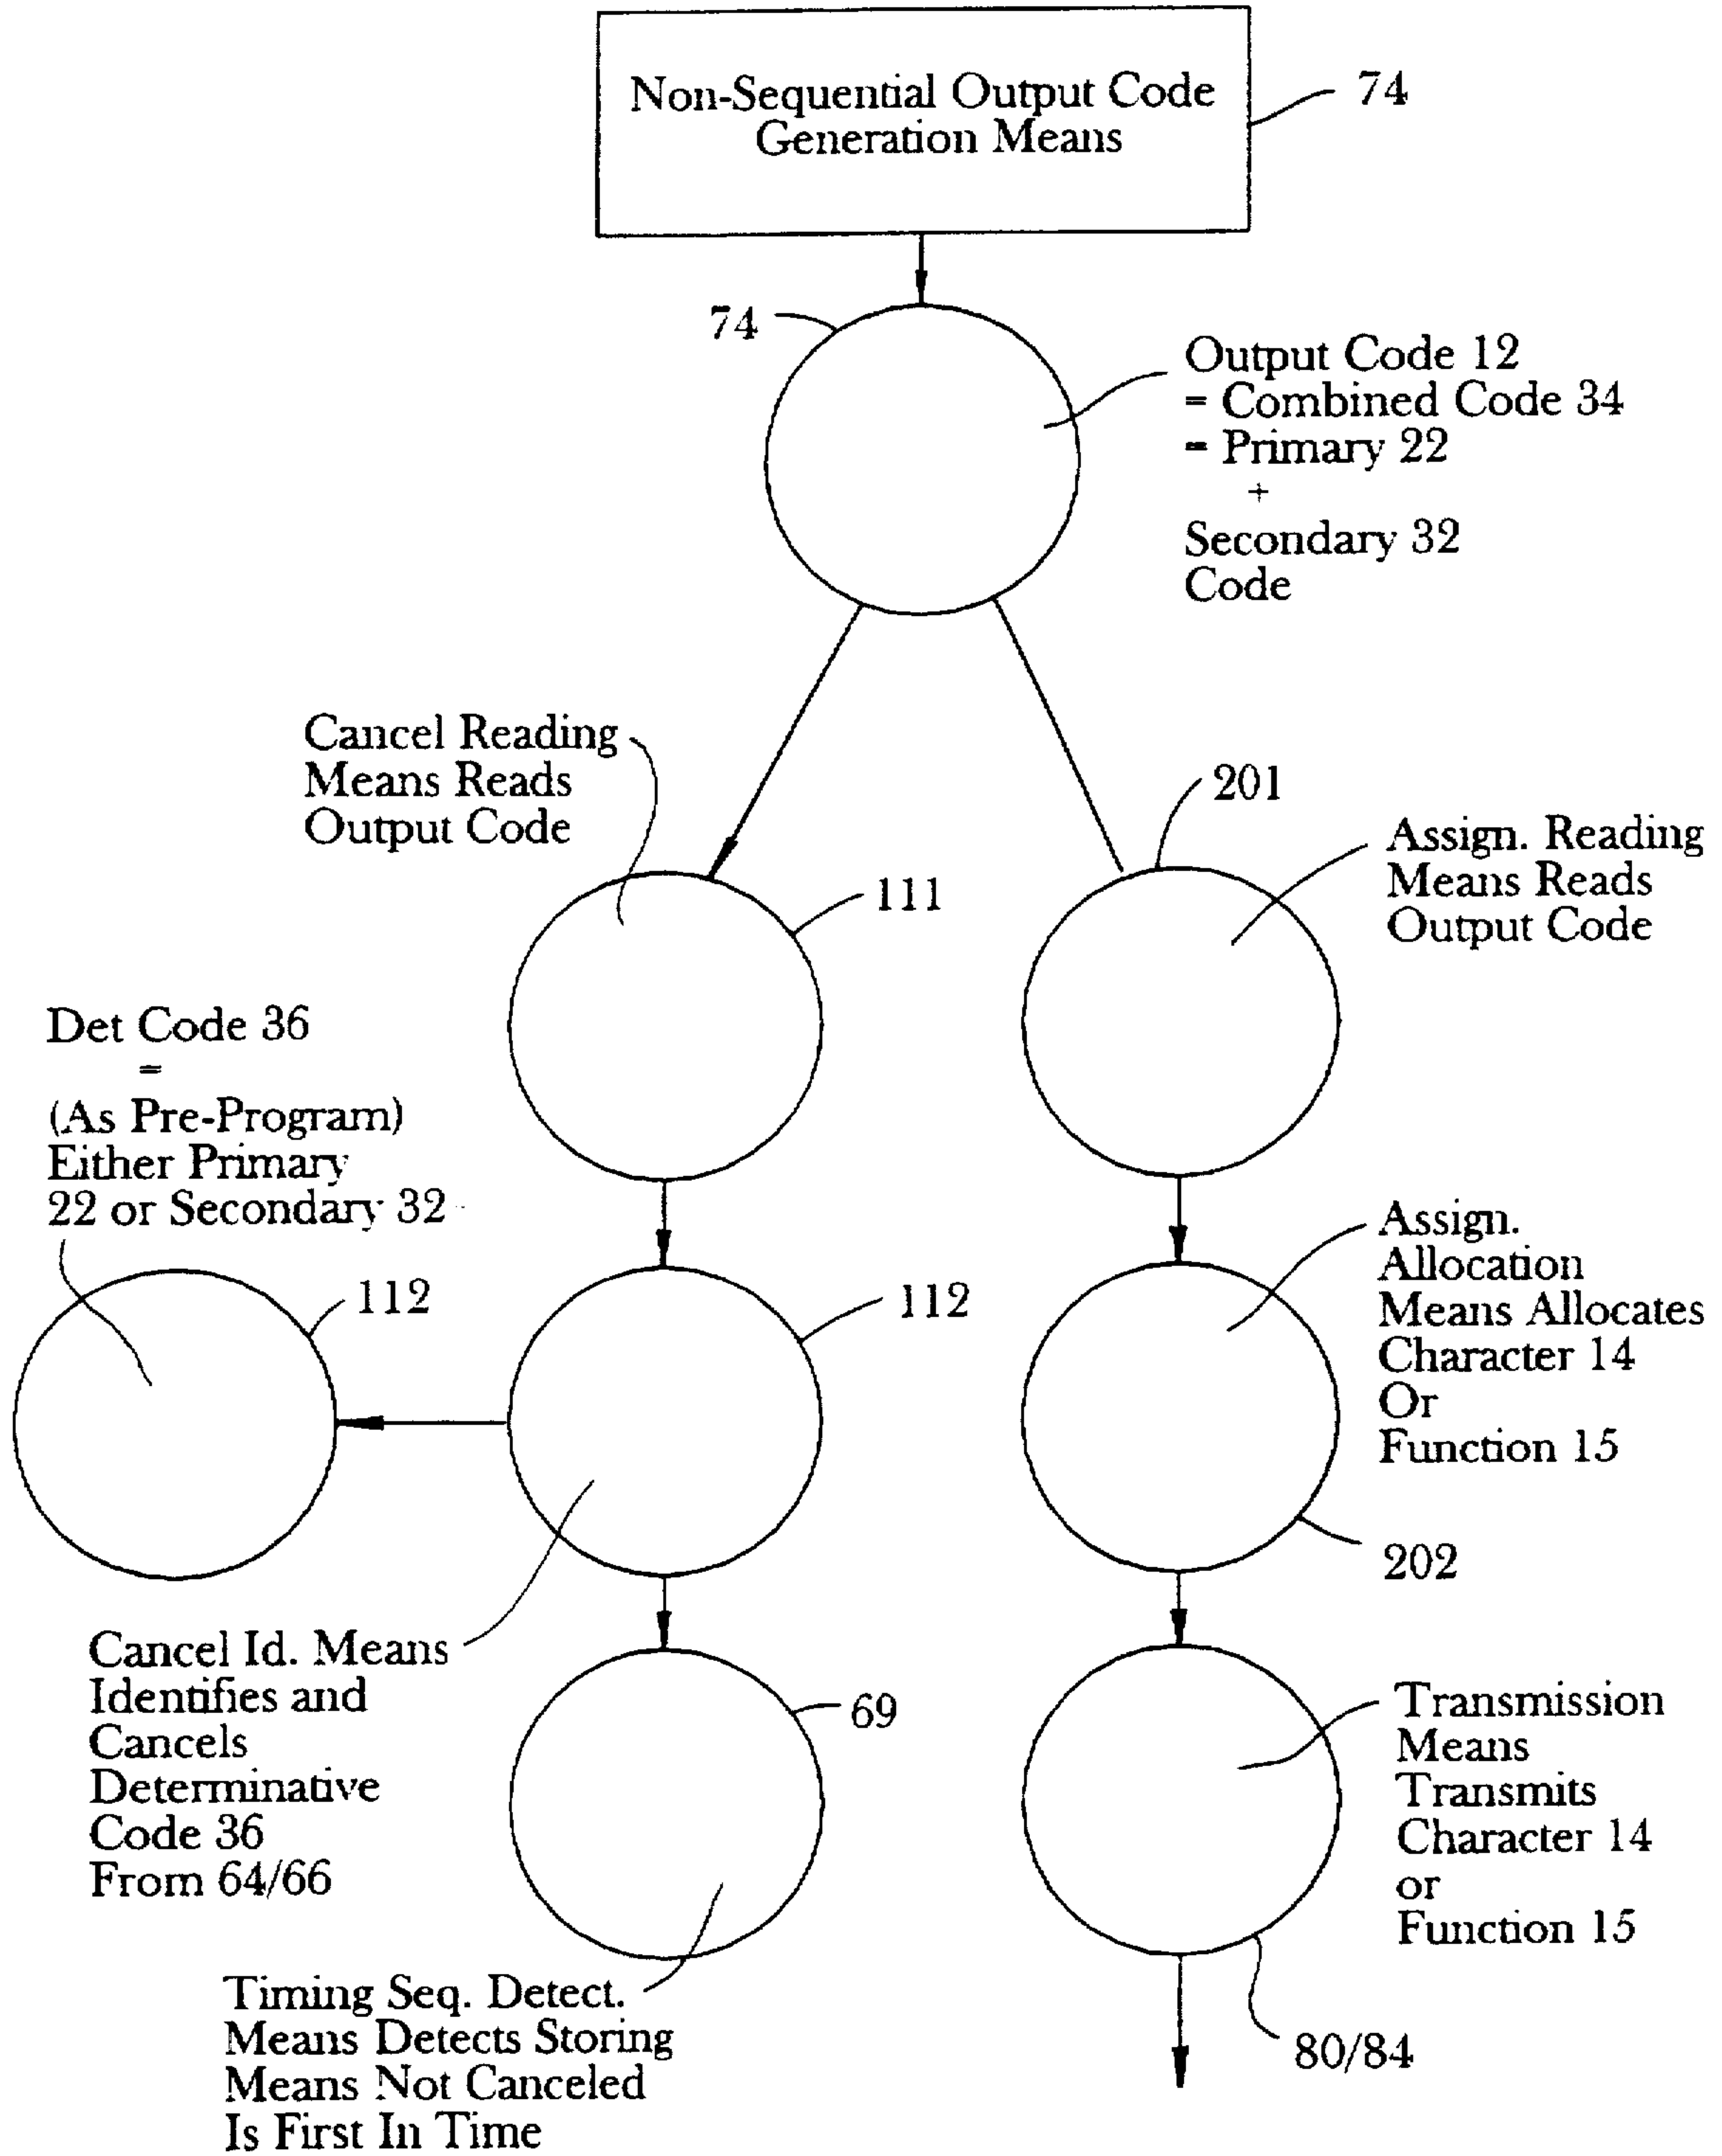 Non-Sequential Output Code
Generation Means
74
74
Output Code 12
= Combined Code 34
= Primary 22
+
Secondary 32
Code
Cancel Reading
Means Reads
Output Code
111
201
Assign. Reading
Means Reads
Output Code
Det Code 36
=
(As Pre-Program)
Either Primary
22 or Secondary 32
112
112
Assign.
Allocation
Means Allocates
Character 14
Or
Function 15
202
Cancel Id. Means
Identifies and
Cancels
Determinative
Code 36
From 64/66
69
Transmission
Means
Transmits
Character 14
or
Function 15
Timing Seq. Detect.
Means Detects Storing
Means Not Canceled
Is First In Time
80/84